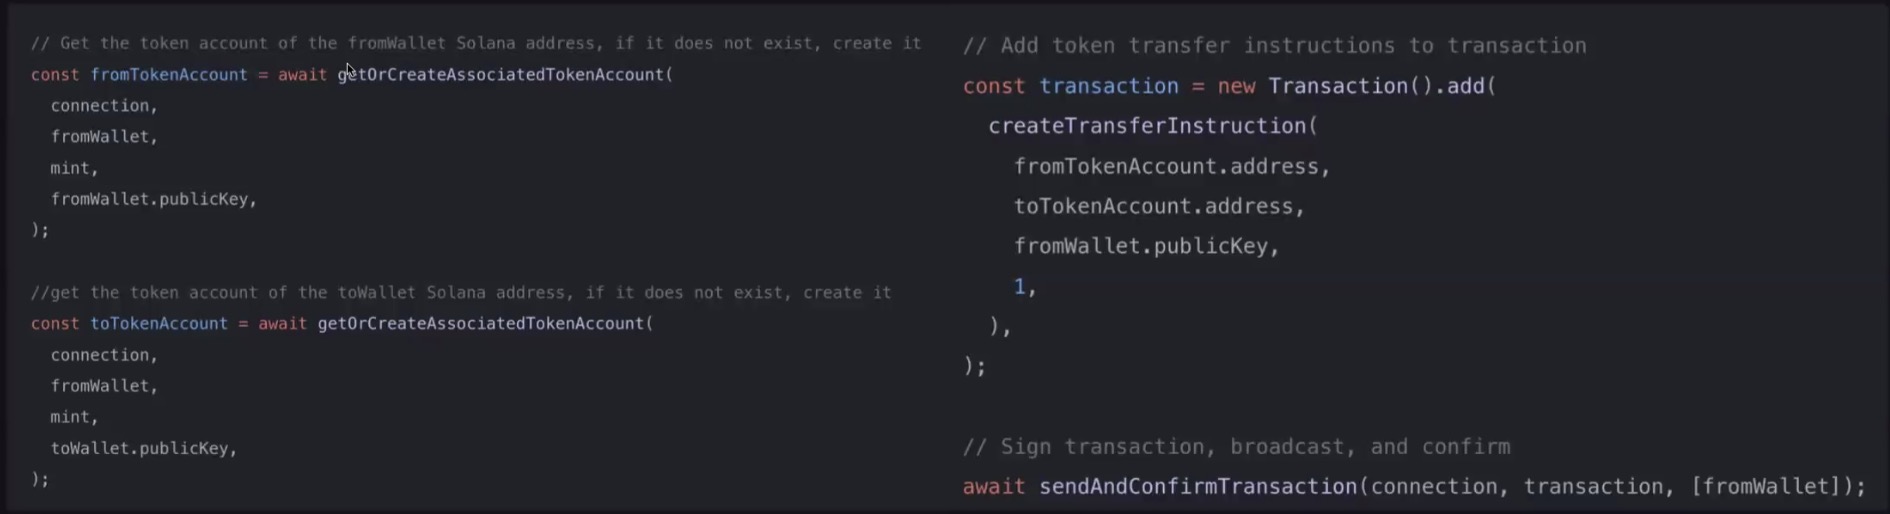 // Get the token account of the fromWallet Solana address, if it does not exist, create it
const fromTokenAccount = await getOrCreateAssociatedTokenAccount(
  connection,
  fromWallet,
  mint,
  fromWallet.publicKey,
);
//get the token account of the toWallet Solana address, if it does not exist, create it
const toTokenAccount = await getOrCreateAssociatedTokenAccount(
  connection,
  fromWallet,
  mint,
  toWallet.publicKey,
);
// Add token transfer instructions to transaction
const transaction = new Transaction().add(
  createTransferInstruction(
    fromTokenAccount.address,
    toTokenAccount.address,
    fromWallet.publicKey,
    1,
  ),
);
// Sign transaction, broadcast, and confirm
await sendAndConfirmTransaction(connection, transaction, [fromWallet]);